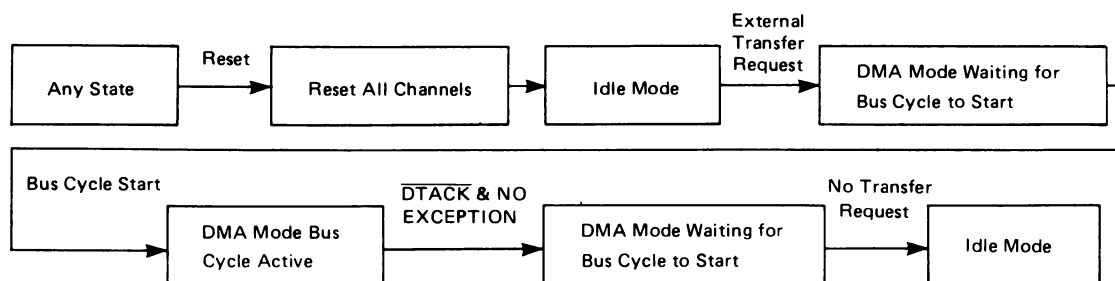 Any State
Reset
Reset All Channels
Idle Mode
External
Transfer
Request
DMA Mode Waiting for
Bus Cycle to Start
Bus Cycle Start
DMA Mode Bus
Cycle Active
D̅T̅A̅C̅K̅ & NO
EXCEPTION
DMA Mode Waiting for
Bus Cycle to Start
No Transfer
Request
Idle Mode